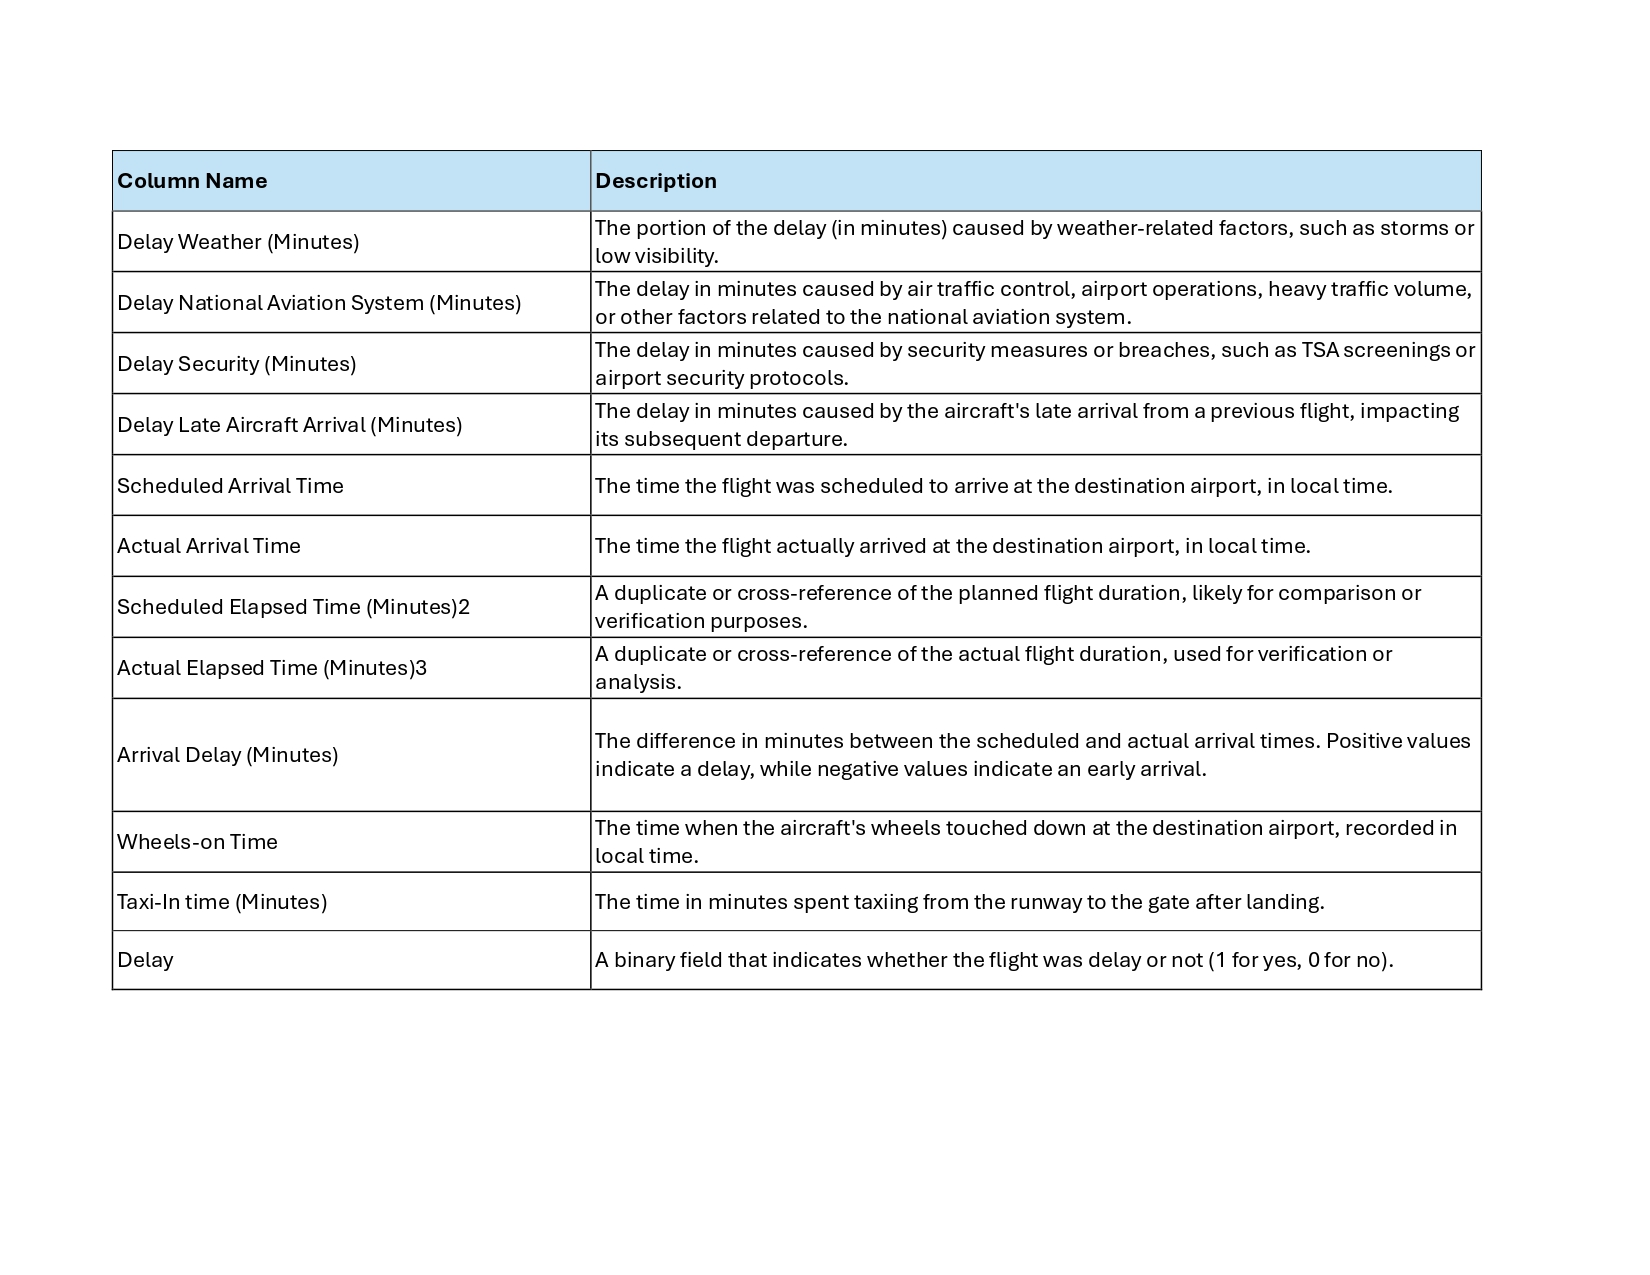 Column Name
Description
Delay Weather (Minutes)
The portion of the delay (in minutes) caused by weather-related factors, such as storms or
low visibility.
Delay National Aviation System (Minutes)
The delay in minutes caused by air traffic control, airport operations, heavy traffic volume,
or other factors related to the national aviation system.
Delay Security (Minutes)
The delay in minutes caused by security measures or breaches, such as TSA screenings or
airport security protocols.
Delay Late Aircraft Arrival (Minutes)
The delay in minutes caused by the aircraft's late arrival from a previous flight, impacting
its subsequent departure.
Scheduled Arrival Time
The time the flight was scheduled to arrive at the destination airport, in local time.
Actual Arrival Time
The time the flight actually arrived at the destination airport, in local time.
Scheduled Elapsed Time (Minutes)2
A duplicate or cross-reference of the planned flight duration, likely for comparison or
verification purposes.
Actual Elapsed Time (Minutes)3
A duplicate or cross-reference of the actual flight duration, used for verification or
analysis.
Arrival Delay (Minutes)
The difference in minutes between the scheduled and actual arrival times. Positive values
indicate a delay, while negative values indicate an early arrival.
Wheels-on Time
The time when the aircraft's wheels touched down at the destination airport, recorded in
local time.
Taxi-In time (Minutes)
The time in minutes spent taxiing from the runway to the gate after landing.
Delay
A binary field that indicates whether the flight was delay or not (1 for yes, 0 for no).